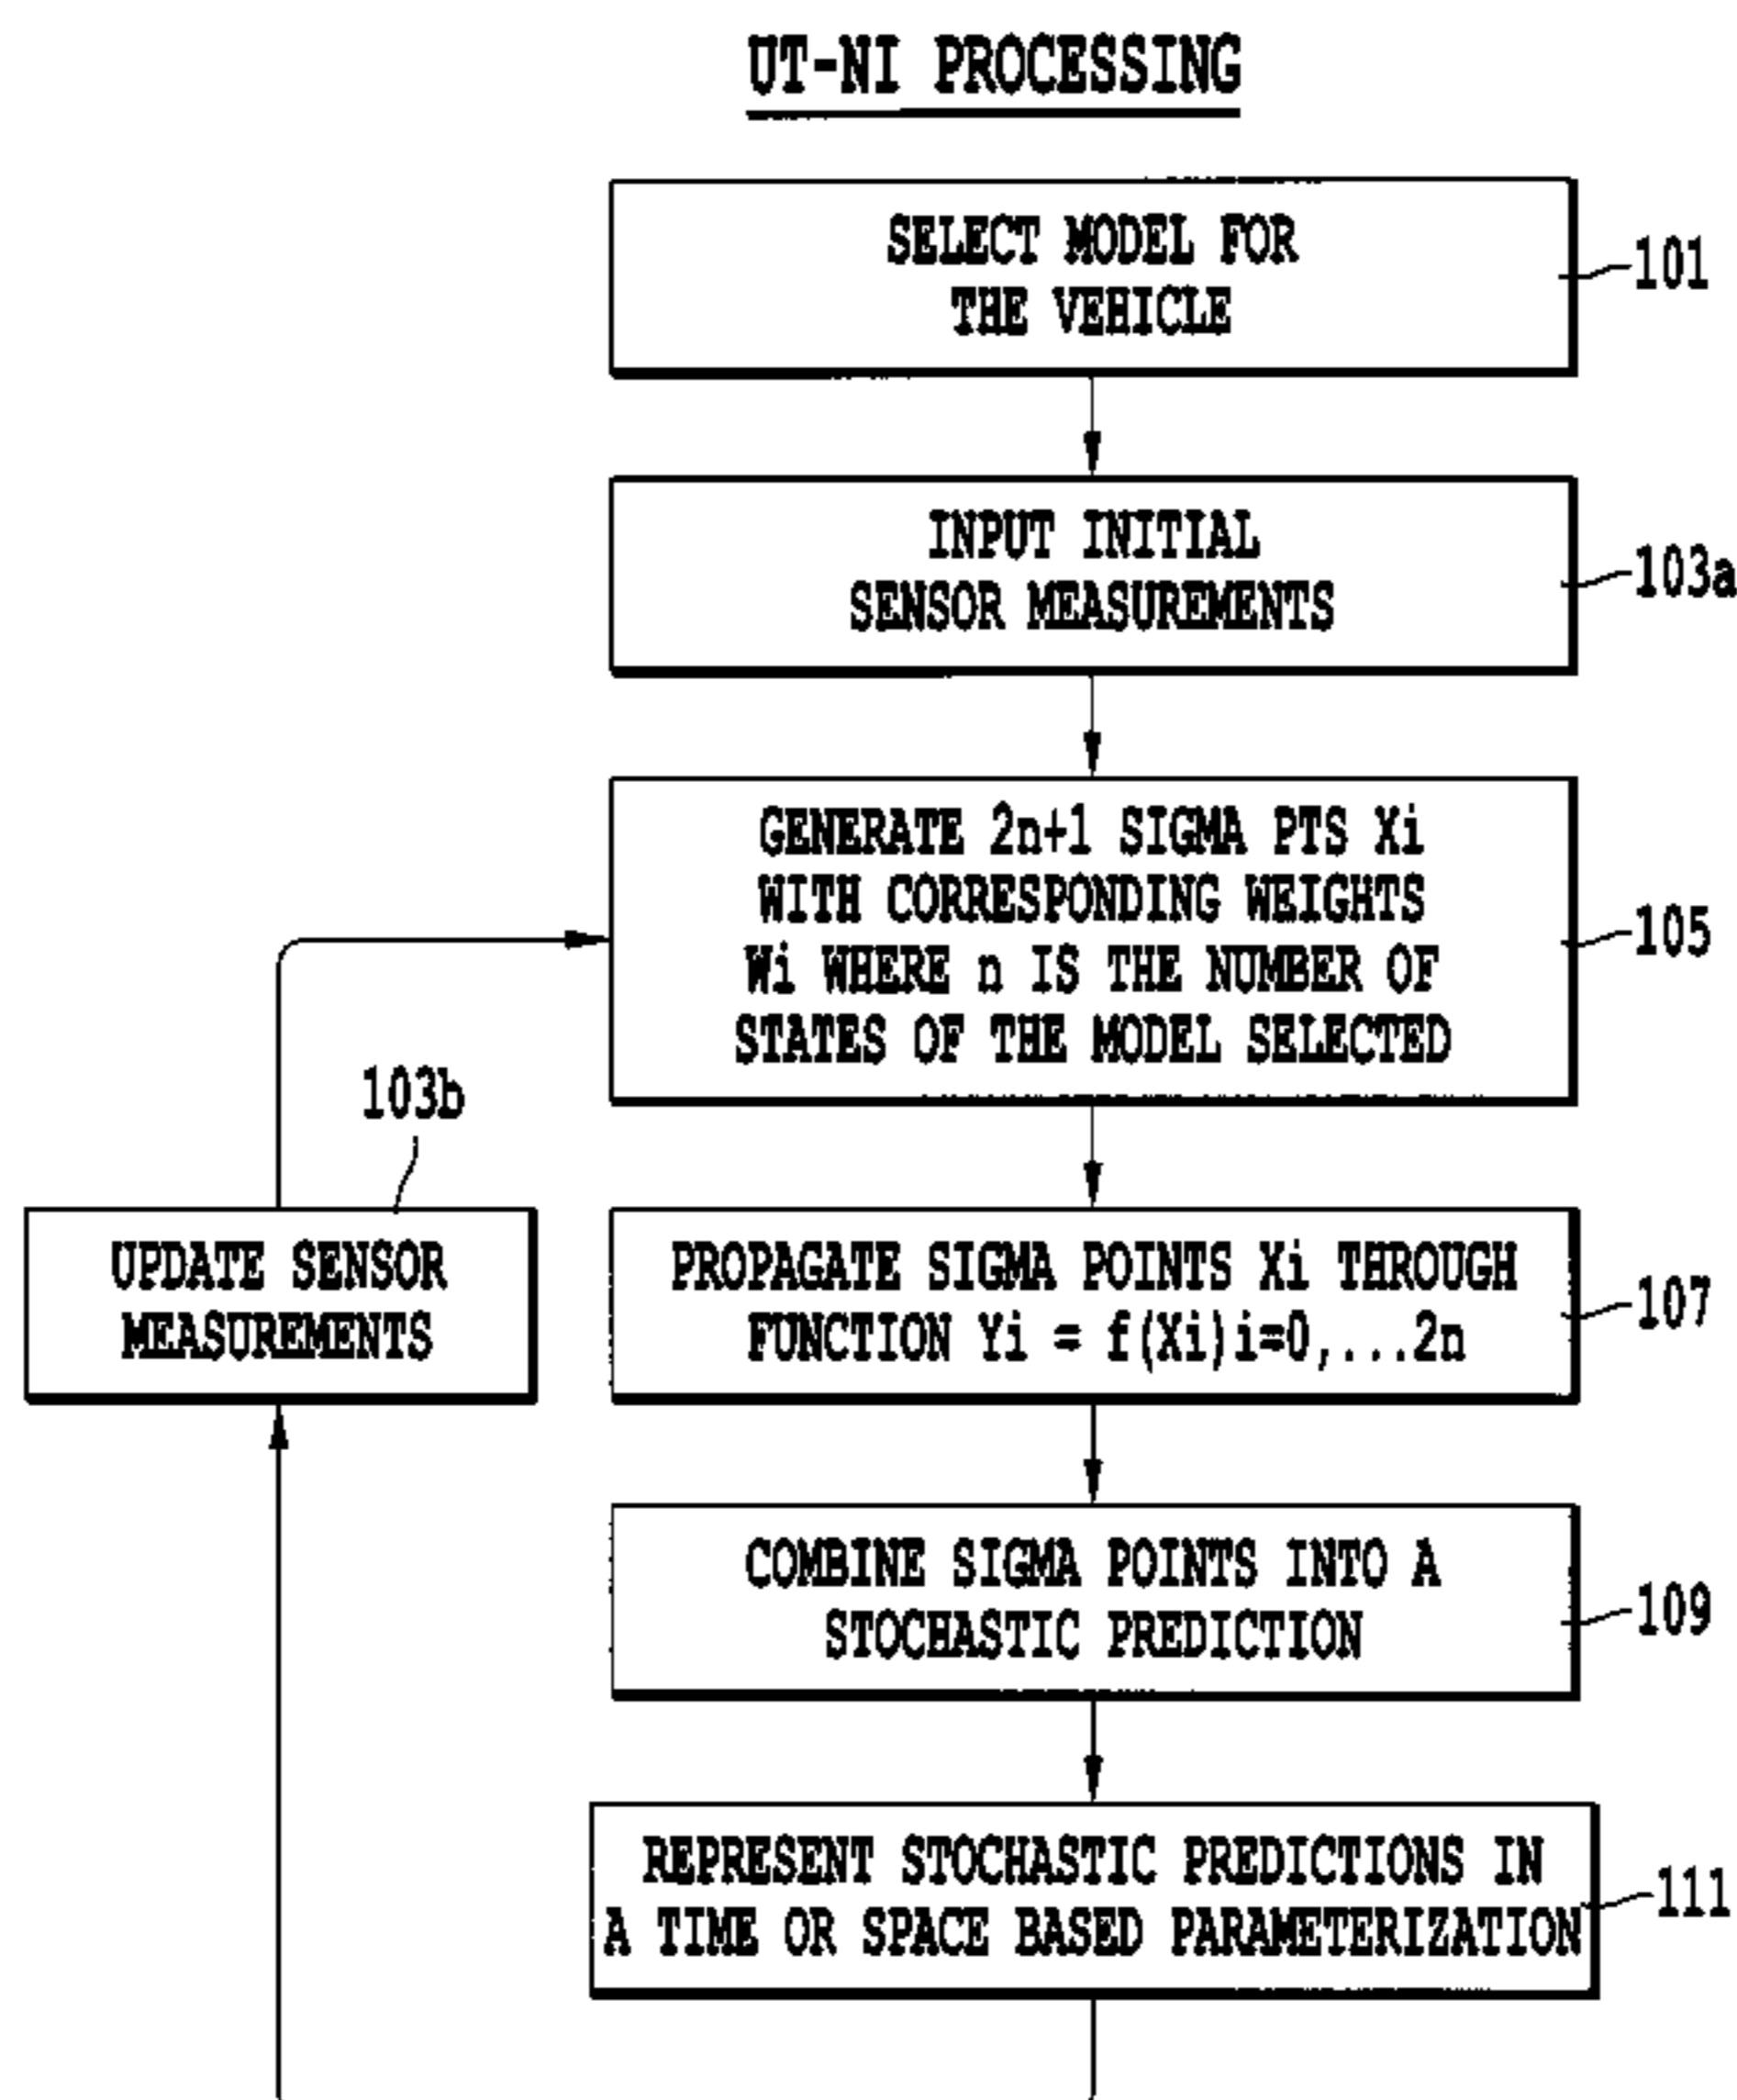 UT-NI PROCESSING
SELECT MODEL FOR
THE VEHICLE
101
INPUT INITIAL
SENSOR MEASUREMENTS
103a
GENERATE 2n+1 SIGMA PTS Xi
WITH CORRESPONDING WEIGHTS
Wi WHERE n IS THE NUMBER OF
STATES OF THE MODEL SELECTED
105
103b
UPDATE SENSOR
MEASUREMENTS
PROPAGATE SIGMA POINTS Xi THROUGH
FUNCTION Yi = f(Xi)i=0,...2n
107
COMBINE SIGMA POINTS INTO A
STOCHASTIC PREDICTION
109
REPRESENT STOCHASTIC PREDICTIONS IN
A TIME OR SPACE BASED PARAMETERIZATION
111